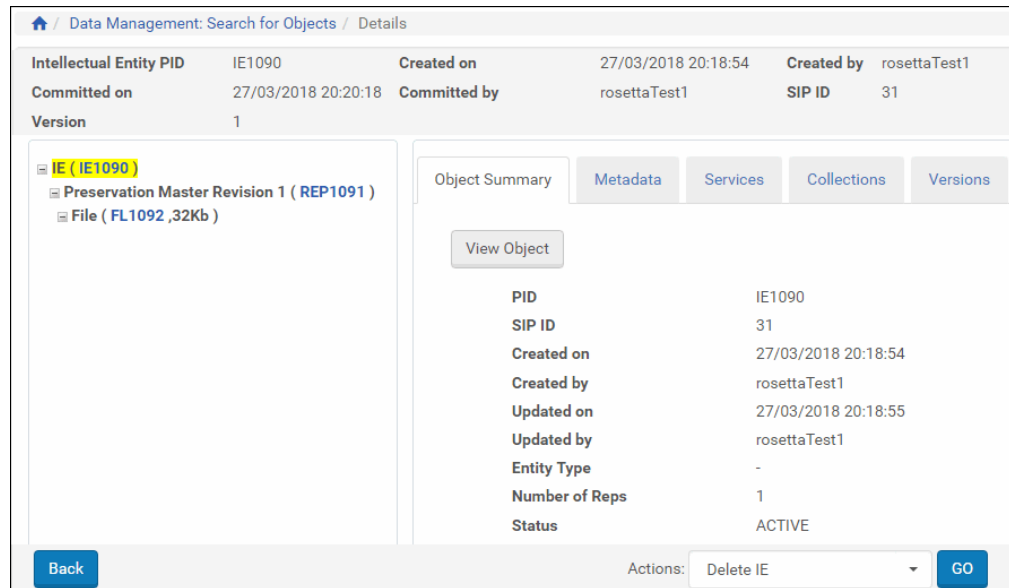 / Data Management: Search for Objects / Details
Intellectual Entity PID IE1090 Created on 27/03/2018 20:18:54 Created by rosettaTest1
Committed on 27/03/2018 20:20:18 Committed by rosettaTest1 SIP ID 31
Version 1
IE ( IE1090 )
Preservation Master Revision 1 ( REP1091 )
File ( FL1092 ,32Kb )
Object Summary Metadata Services Collections Versions
View Object
PID IE1090
SIP ID 31
Created on 27/03/2018 20:18:54
Created by rosettaTest1
Updated on 27/03/2018 20:18:55
Updated by rosettaTest1
Entity Type -
Number of Reps 1
Status ACTIVE
Back Actions: Delete IE GO